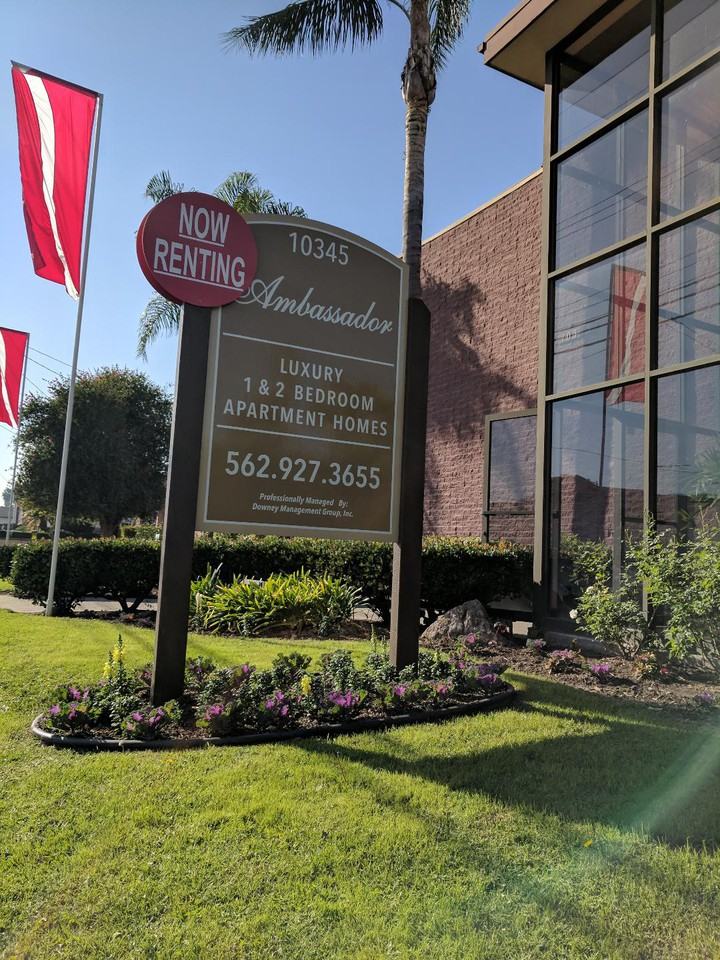 NOW
RENTING
10345
Ambassador
LUXURY
1 & 2 BEDROOM
APARTMENT HOMES
562.927.3655
Professionally Managed By:
Downey Management Group, Inc.